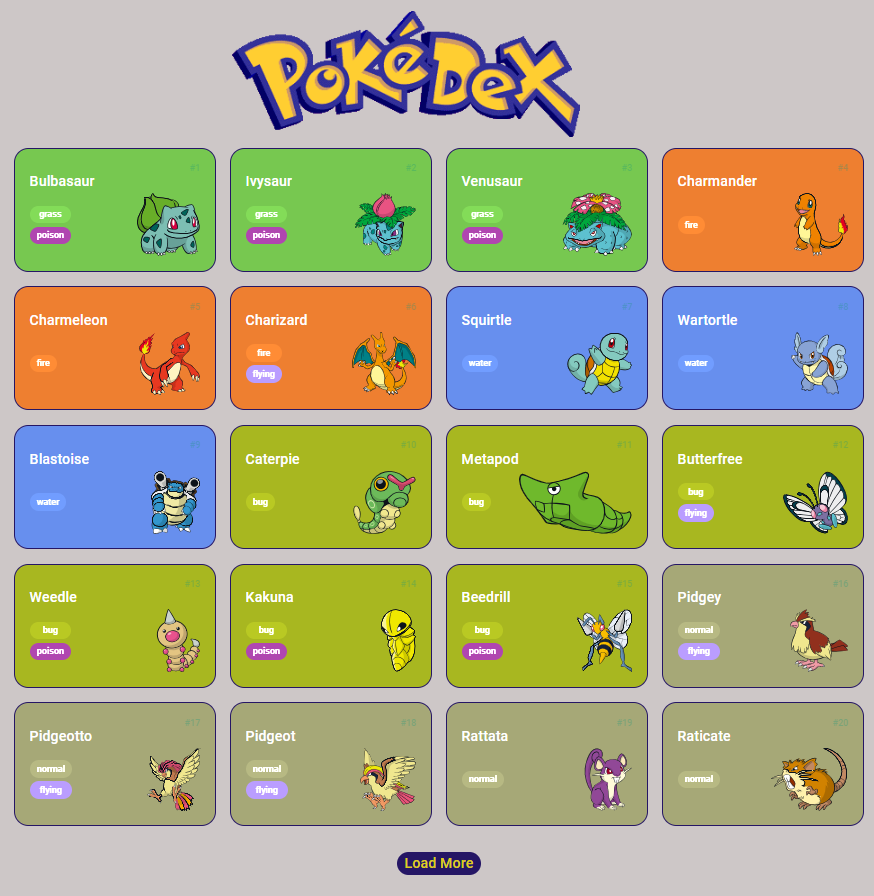 PoKéDex
#1
Bulbasaur
grass
poison
#2
Ivysaur
grass
poison
#3
Venusaur
grass
poison
#4
Charmander
fire
#5
Charmeleon
fire
#6
Charizard
fire
flying
#7
Squirtle
water
#8
Wartortle
water
#9
Blastoise
water
#10
Caterpie
bug
#11
Metapod
bug
#12
Butterfree
bug
flying
#13
Weedle
bug
poison
#14
Kakuna
bug
poison
#15
Beedrill
bug
poison
#16
Pidgey
normal
flying
#17
Pidgeotto
normal
flying
#18
Pidgeot
normal
flying
#19
Rattata
normal
#20
Raticate
normal
Load More